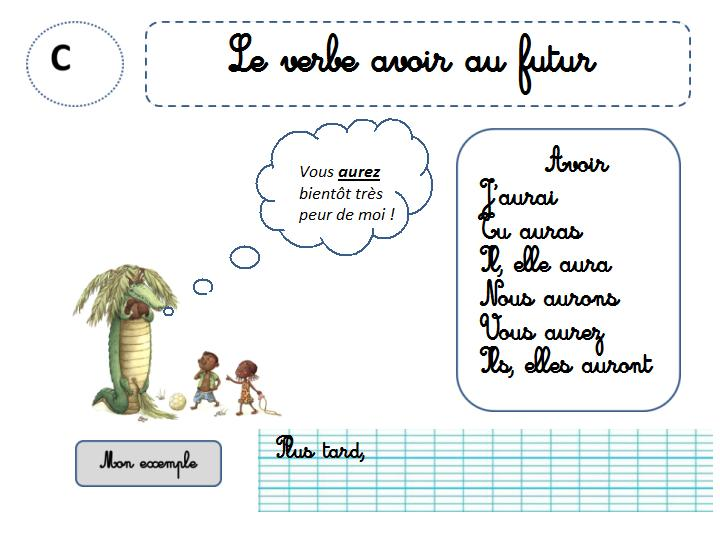 C
Le verbe avoir au futur
Vous aurez
bientôt très
peur de moi !
Avoir
J'aurai
Tu auras
Il, elle aura
Nous aurons
Vous aurez
Ils, elles auront
Mon exemple
Plus tard,